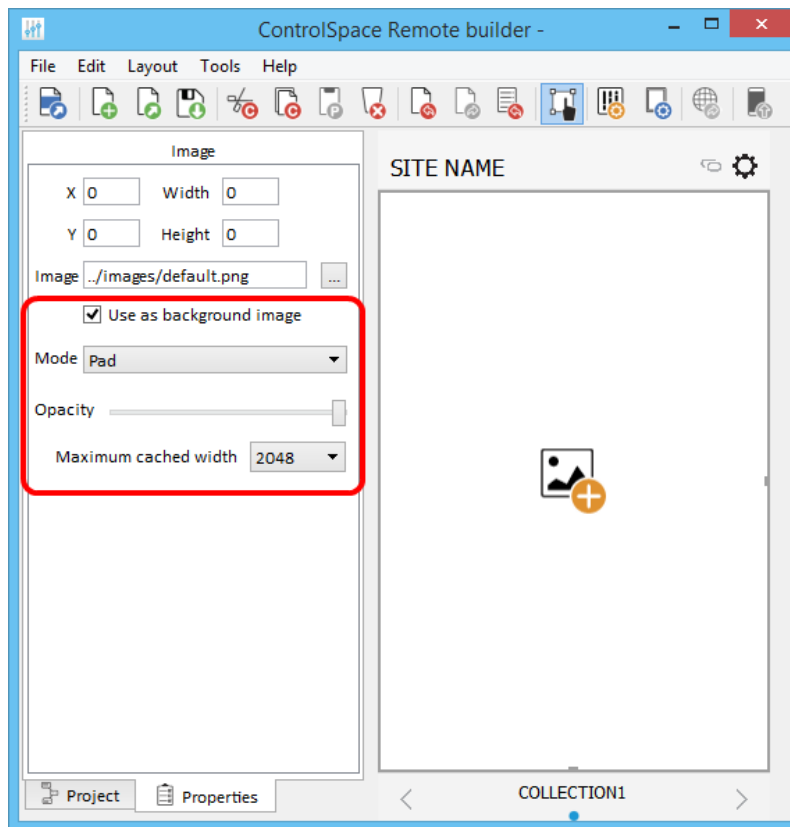 ControlSpace Remote builder -
File Edit Layout Tools Help
Image
SITE NAME
X 0 Width 0
Y 0 Height 0
Image ../images/default.png ...
Use as background image
Mode Pad
Opacity
Maximum cached width 2048
Project Properties
COLLECTION1